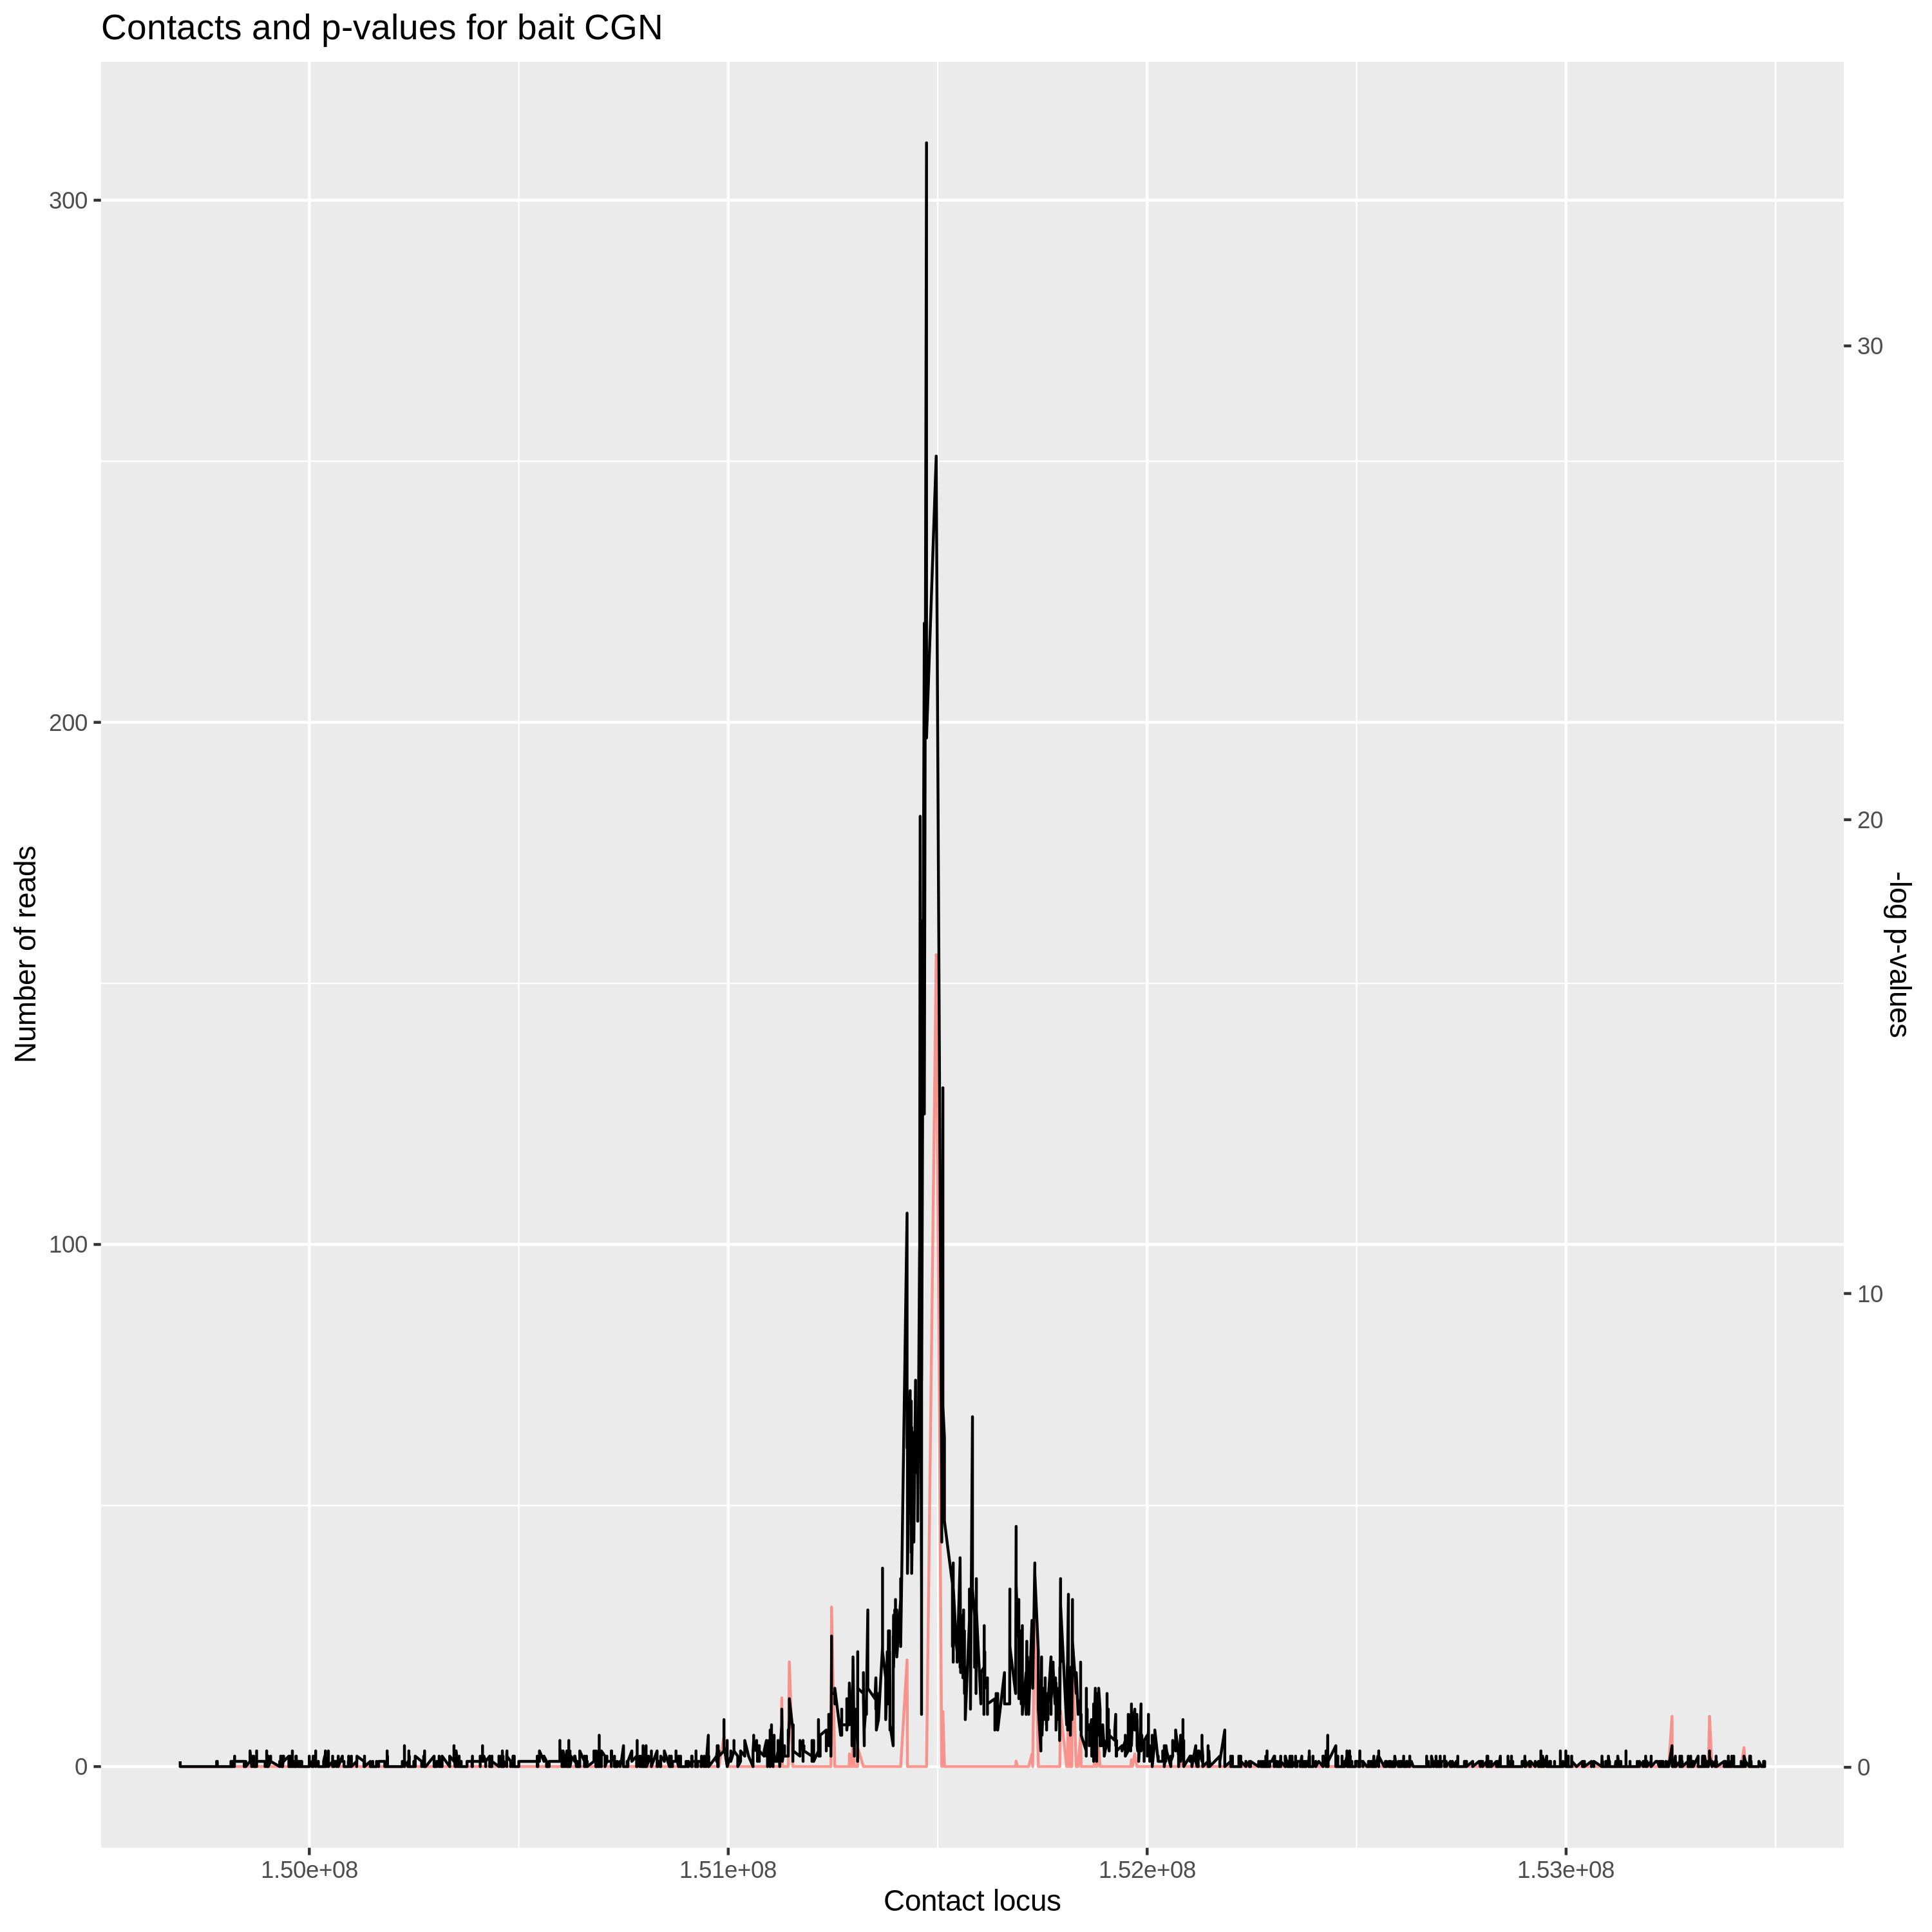 Contacts and p-values for bait CGN
300
200
100
0
Number of reads
30
20
10
0
-log p-values
1.50e+08
1.51e+08
1.52e+08
1.53e+08
Contact locus